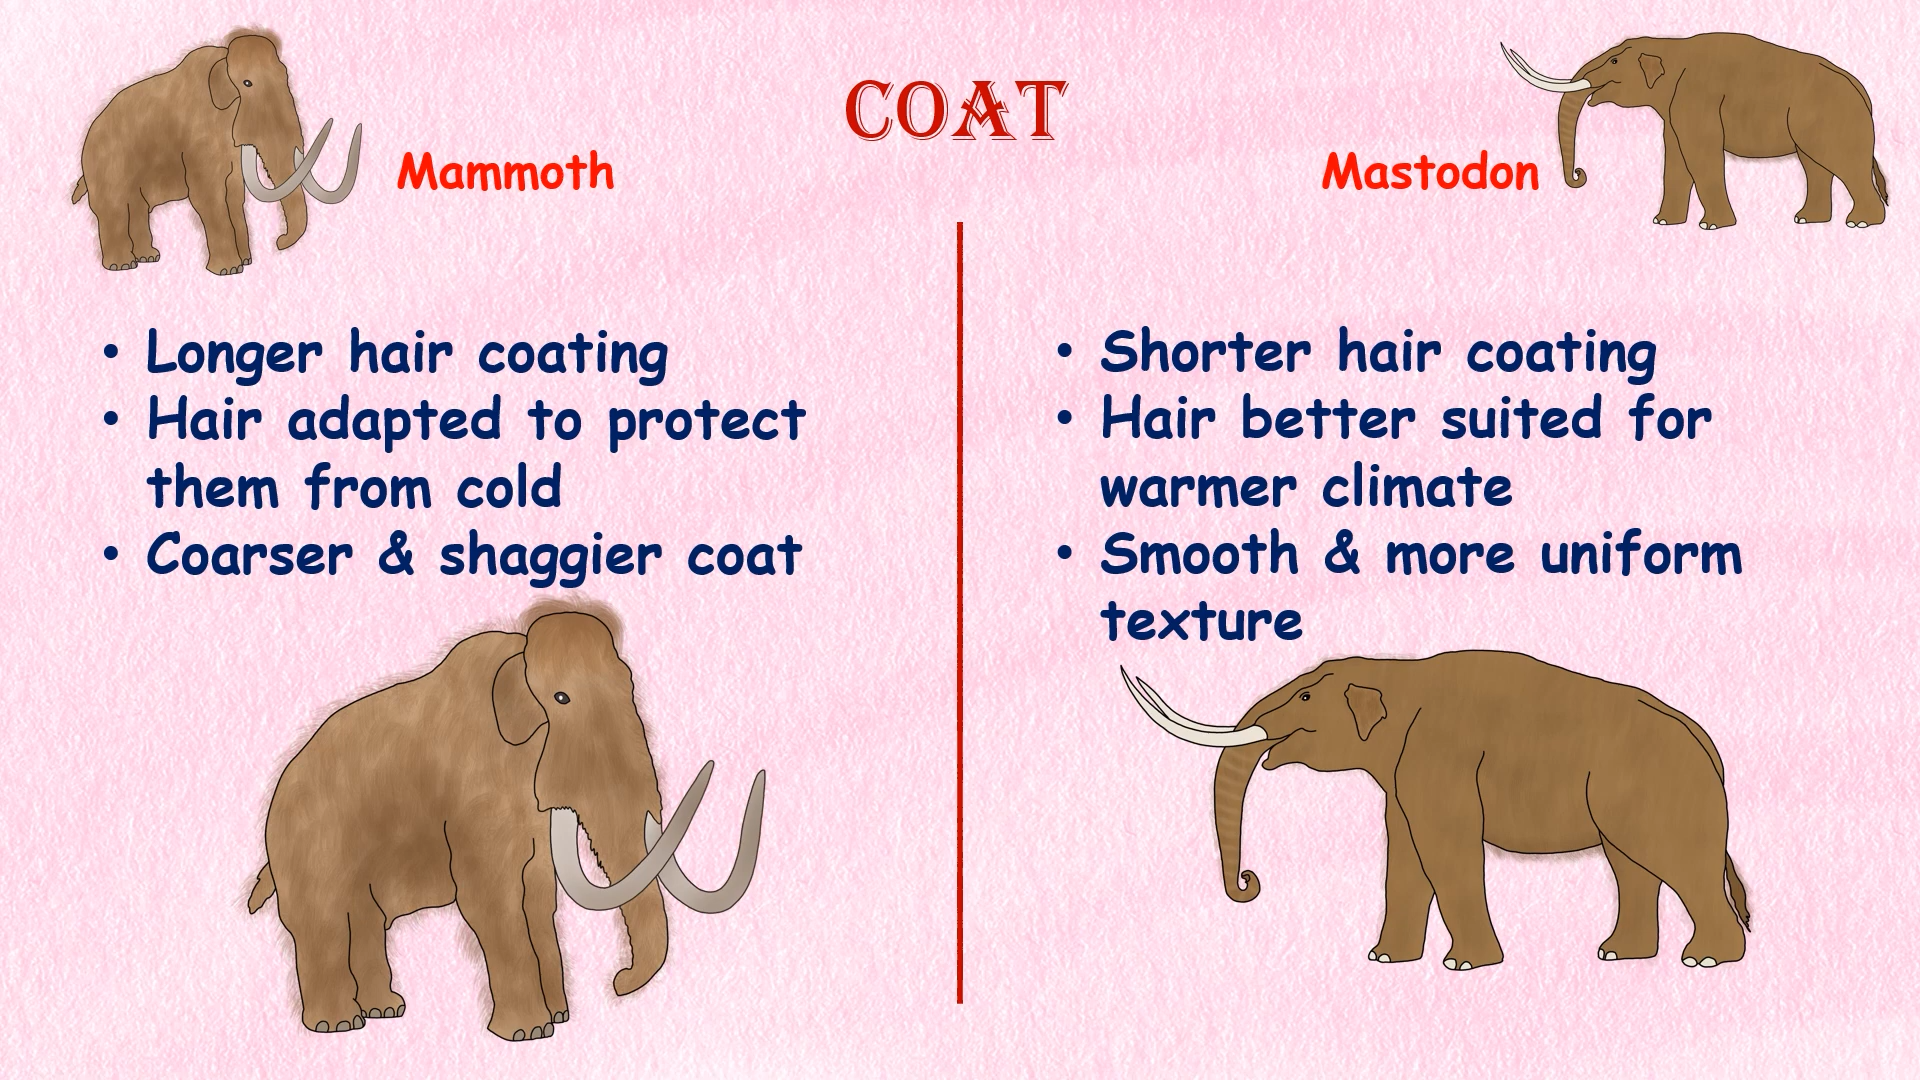 COAT
Mammoth
• Longer hair coating
• Hair adapted to protect
them from cold
• Coarser & shaggier coat
Mastodon
• Shorter hair coating
• Hair better suited for
warmer climate
• Smooth & more uniform
texture